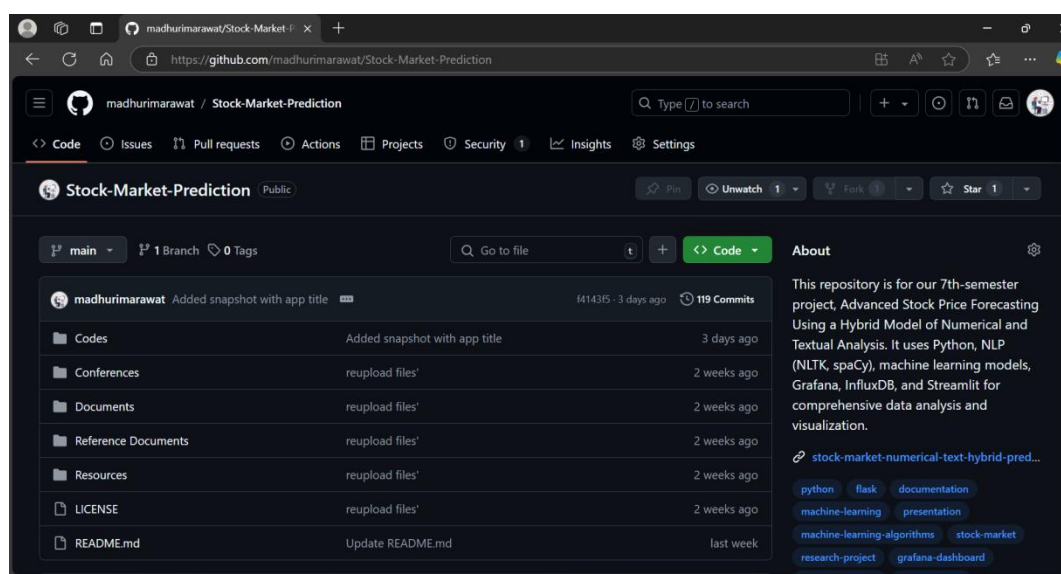 madhurimarawat/Stock-Market-P
https://github.com/madhurimarawat/Stock-Market-Prediction
madhurimarawat / Stock-Market-Prediction
Type / to search
Code Issues Pull requests Actions Projects Security 1 Insights Settings
Stock-Market-Prediction Public
Pin Unwatch 1 Fork 1 Star 1
main 1 Branch 0 Tags
Go to file t
Code
madhurimarawat Added snapshot with app title
f4143f5 · 3 days ago 119 Commits
Codes Added snapshot with app title 3 days ago
Conferences reupload files' 2 weeks ago
Documents reupload files' 2 weeks ago
Reference Documents reupload files' 2 weeks ago
Resources reupload files' 2 weeks ago
LICENSE reupload files' 2 weeks ago
README.md Update README.md last week
About
This repository is for our 7th-semester
project, Advanced Stock Price Forecasting
Using a Hybrid Model of Numerical and
Textual Analysis. It uses Python, NLP
(NLTK, spaCy), machine learning models,
Grafana, InfluxDB, and Streamlit for
comprehensive data analysis and
visualization.
stock-market-numerical-text-hybrid-pred...
python flask documentation
machine-learning presentation
machine-learning-algorithms stock-market
research-project grafana-dashboard